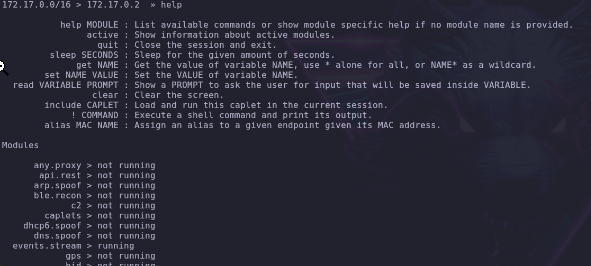 172.17.0.0/16 > 172.17.0.2 » help
help MODULE : List available commands or show module specific help if no module name is provided.
active : Show information about active modules.
quit : Close the session and exit.
sleep SECONDS : Sleep for the given amount of seconds.
get NAME : Get the value of variable NAME, use * alone for all, or NAME* as a wildcard.
set NAME VALUE : Set the VALUE of variable NAME.
read VARIABLE PROMPT : Show a PROMPT to ask the user for input that will be saved inside VARIABLE.
clear : Clear the screen.
include CAPLET : Load and run this caplet in the current session.
! COMMAND : Execute a shell command and print its output.
alias MAC NAME : Assign an alias to a given endpoint given its MAC address.
Modules
any.proxy > not running
api.rest > not running
arp.spoof > not running
ble.recon > not running
c2 > not running
caplets > not running
dhcp6.spoof > not running
dns.spoof > not running
events.stream > running
gps > not running
hid > not running